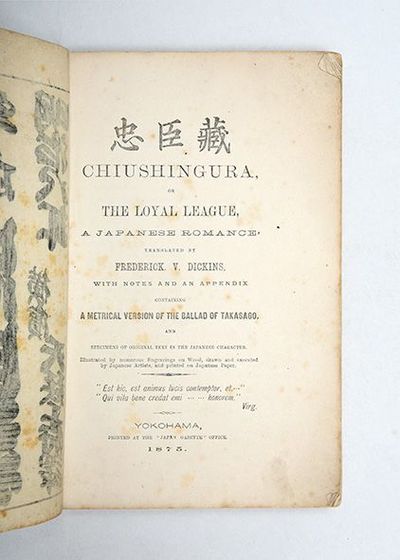 忠臣藏
CHIUSHINGURA,
OR
THE LOYAL LEAGUE,
A JAPANESE ROMANCE.
TRANSLATED BY
FREDERICK. V. DICKINS,
WITH NOTES AND AN APPENDIX
CONTAINING
A METRICAL VERSION OF THE BALLAD OF TAKASAGO,
AND
SPECIMENS OF ORIGINAL TEXT IN THE JAPANESE CHARACTER.
Illustrated by numerous Engravings on Wood, drawn and executed
by Japanese Artists, and printed on Japanese Paper.
"Est hic, est animus lucis contemptor, et..."
"Qui vita bene credat emi ... ... honorem."
Virg.
YOKOHAMA,
PRINTED AT THE "JAPAN GAZETTE" OFFICE.
1875.